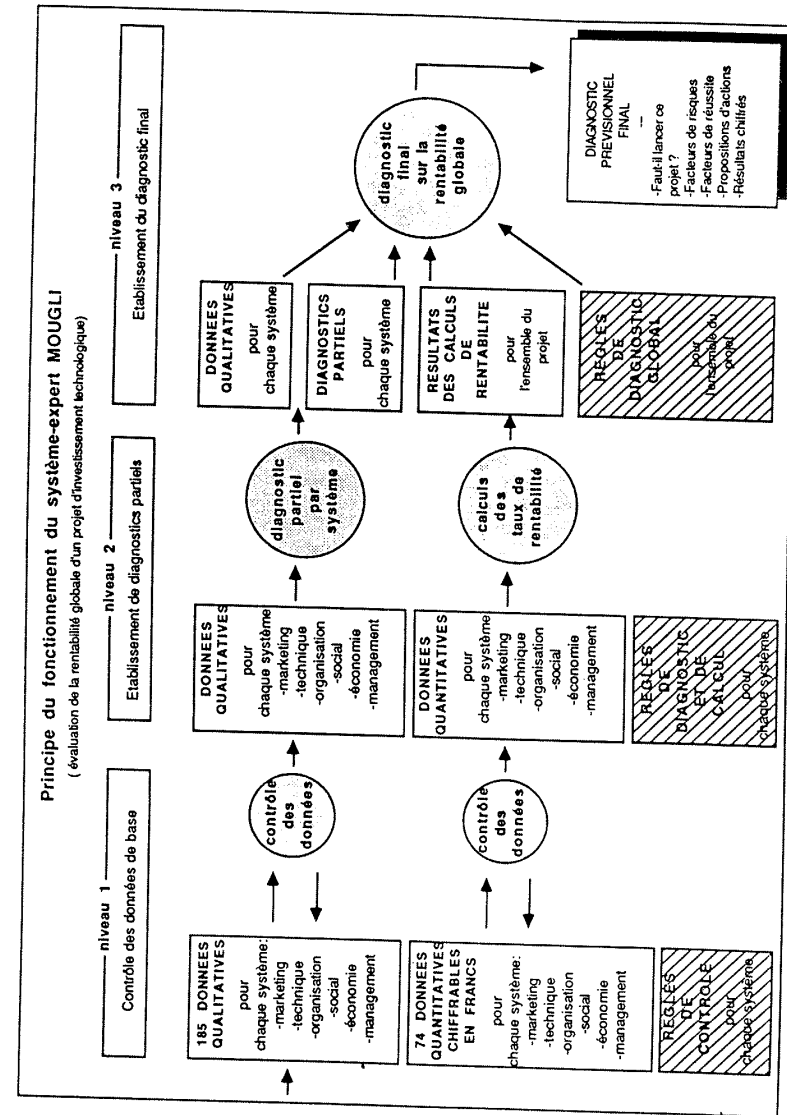 Principe du fonctionnement du système-expert MOUGLI
( évaluation de la rentabilité globale d'un projet d'investissement technologique)
niveau 1
Contrôle des données de base
niveau 2
Etablissement de diagnostics partiels
niveau 3
Etablissement du diagnostic final
185 DONNEES
QUALITATIVES
pour
chaque système:
-marketing
-technique
-organisation
-social
-économie
-management
contrôle
des
données
DONNEES
QUALITATIVES
pour
chaque système
-marketing
-technique
-organisation
-social
-économie
-management
diagnostic
partiel
par
système
DONNEES
QUALITATIVES
pour
chaque système
DIAGNOSTICS
PARTIELS
pour
chaque système
74 DONNEES
QUANTITATIVES
CHIFFRABLES
EN FRANCS
pour
chaque système:
-marketing
-technique
-organisation
-social
-économie
-management
contrôle
des
données
DONNEES
QUANTITATIVES
pour
chaque système
-marketing
-technique
-organisation
-social
-économie
-management
calculs
des
taux de
rentabilité
RESULTATS
DES CALCULS
DE
RENTABILITE
pour
l'ensemble du
projet
REGLES
DE
CONTROLE
pour
chaque système
REGLES
DE
DIAGNOSTIC
ET DE
CALCUL
pour
chaque système
REGLES
DE
DIAGNOSTIC
GLOBAL
pour
l'ensemble du
projet
diagnostic
final
sur la
rentabilité
globale
DIAGNOSTIC
PREVISIONNEL
FINAL
--
-Faut-il lancer ce
projet ?
-Facteurs de risques
-Facteurs de réussite
-Propositions d'actions
-Résultats chiffrés